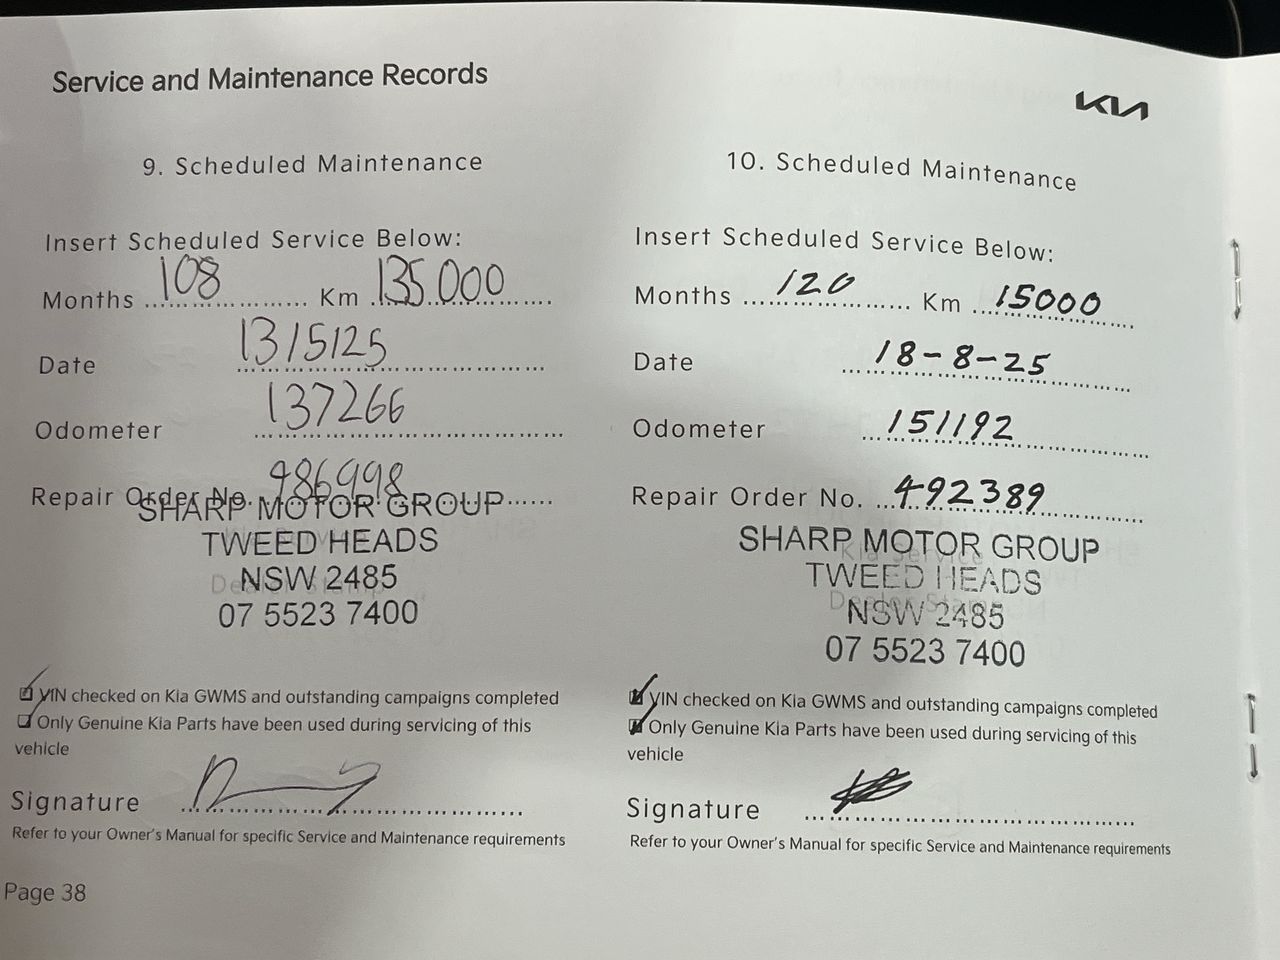 Service and Maintenance Records
KIA
9. Scheduled Maintenance
Insert Scheduled Service Below:
Months 108 Km 135000
Date 13/5/25
Odometer 137266
Repair Order No. 486998
SHARP MOTOR GROUP
TWEED HEADS
NSW 2485
07 5523 7400
VIN checked on Kia GWMS and outstanding campaigns completed
Only Genuine Kia Parts have been used during servicing of this
vehicle
Signature
Refer to your Owner's Manual for specific Service and Maintenance requirements
Page 38
10. Scheduled Maintenance
Insert Scheduled Service Below:
Months 120 Km 15000
Date 18-8-25
Odometer 151192
Repair Order No. 492389
Kia Service
SHARP MOTOR GROUP
TWEED HEADS
Dealer Stamp
NSW 2485
07 5523 7400
VIN checked on Kia GWMS and outstanding campaigns completed
Only Genuine Kia Parts have been used during servicing of this
vehicle
Signature
Refer to your Owner's Manual for specific Service and Maintenance requirements